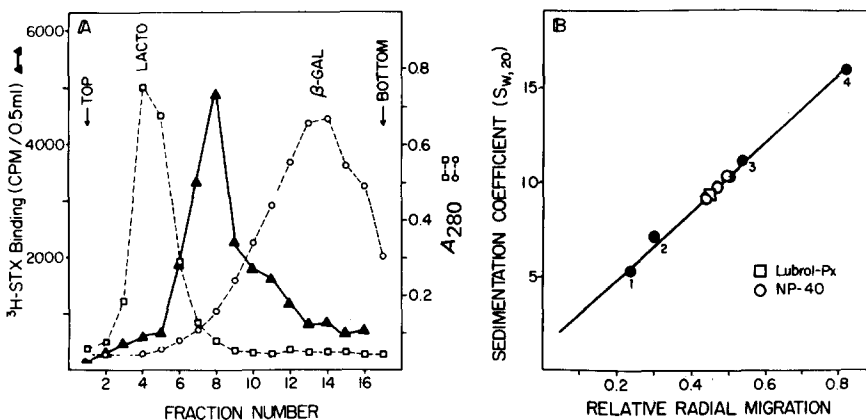 A
B
6000
4000
2000
³H-STX Binding (CPM/0.5ml)
TOP
LACTO
β-GAL
BOTTOM
0.8
0.6
0.4
0.2
A280
2 4 6 8 10 12 14 16
FRACTION NUMBER
SEDIMENTATION COEFFICIENT (Sw,20)
15
10
5
1
2
3
4
Lubrol-Px
NP-40
0.2 0.4 0.6 0.8
RELATIVE RADIAL MIGRATION